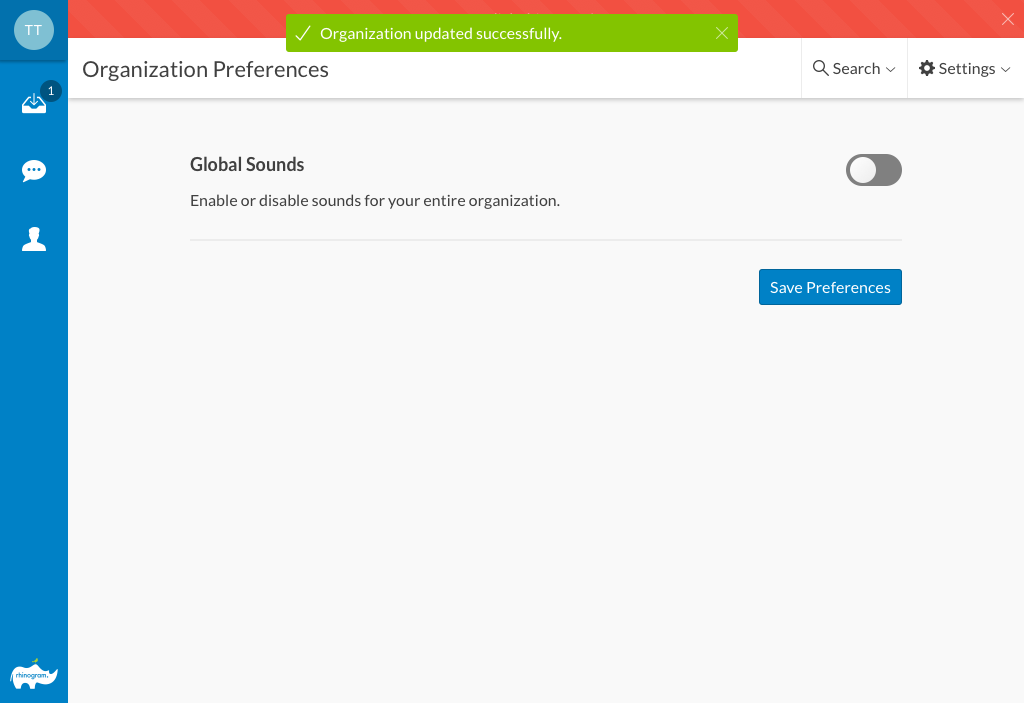 TT
Organization updated successfully.
1
Organization Preferences
Search
Settings
Global Sounds
Enable or disable sounds for your entire organization.
Save Preferences
rhinogram.